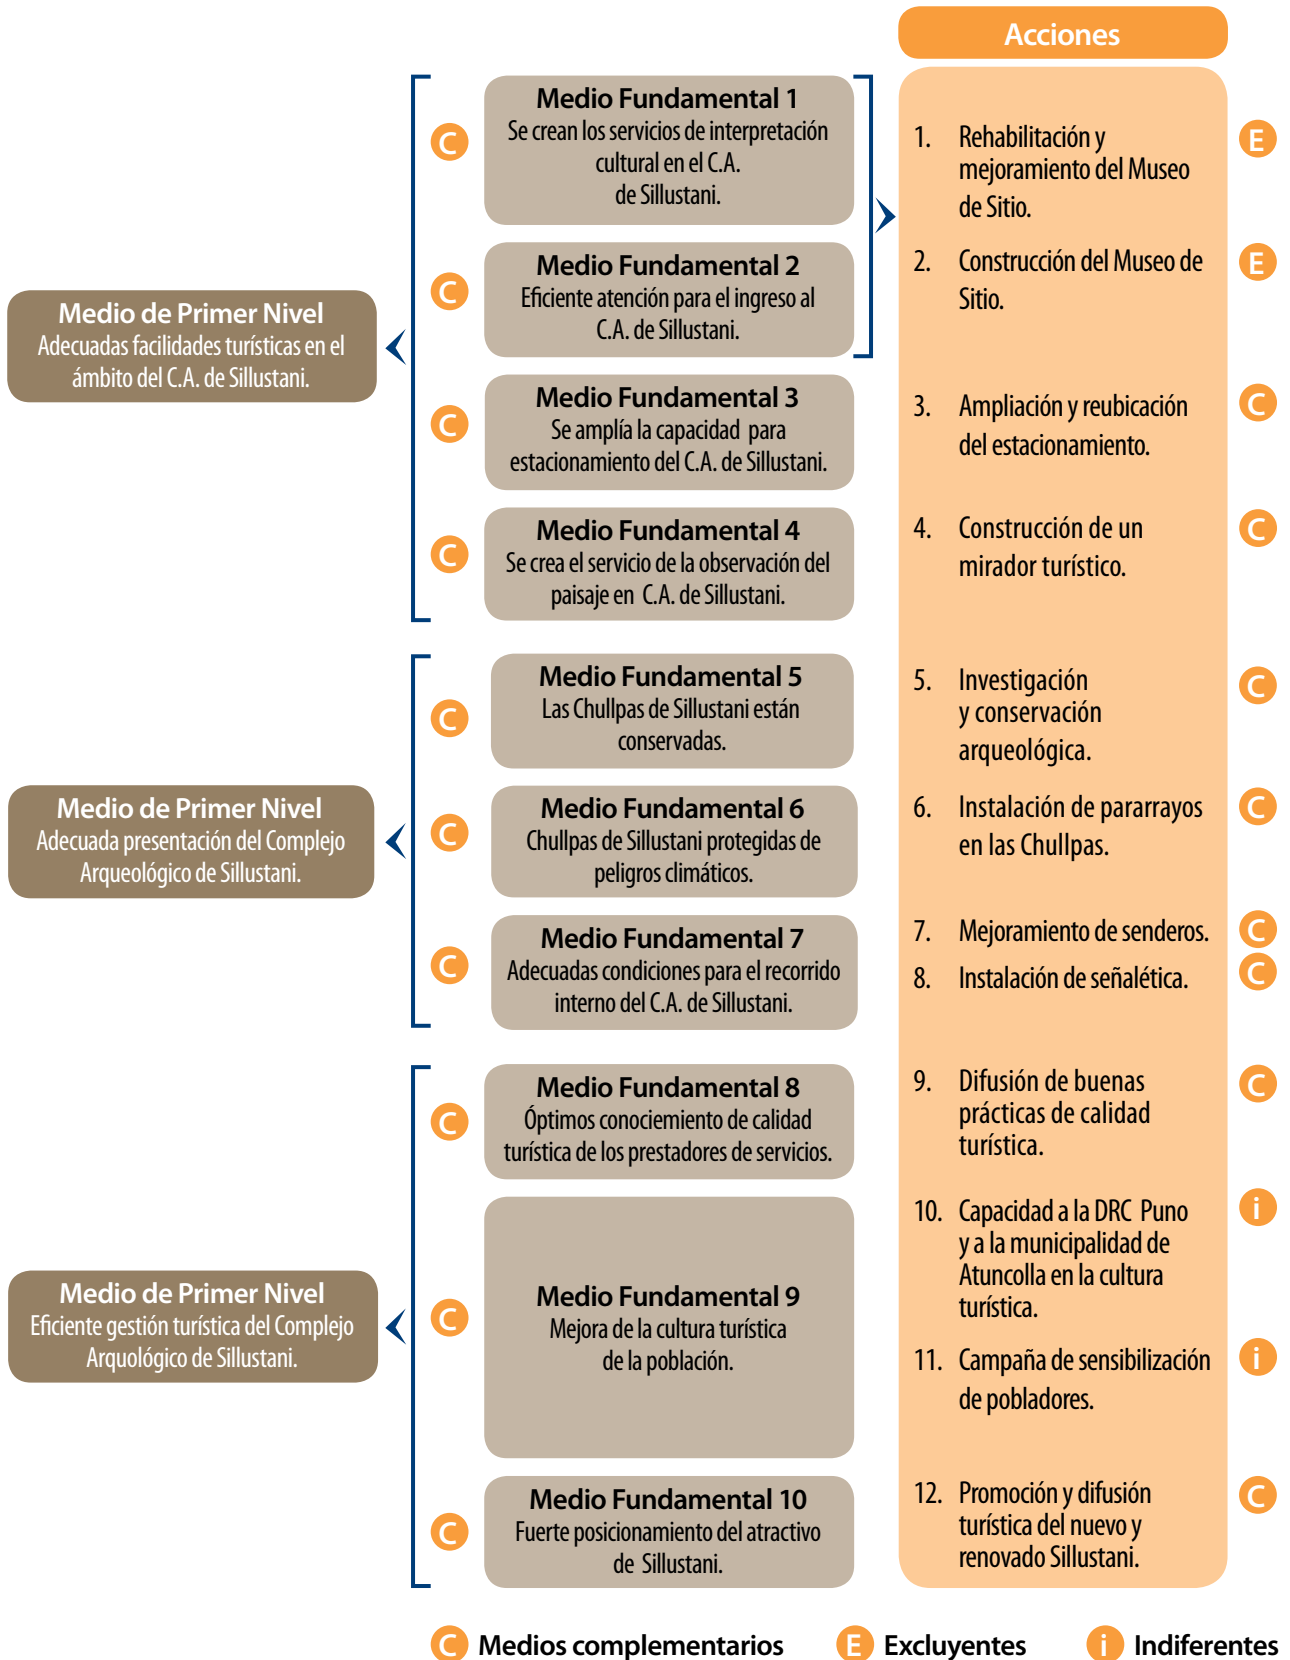 Acciones
Medio de Primer Nivel
Adecuadas facilidades turísticas en el
ámbito del C.A. de Sillustani.
C
Medio Fundamental 1
Se crean los servicios de interpretación
cultural en el C.A.
de Sillustani.
C
Medio Fundamental 2
Eficiente atención para el ingreso al
C.A. de Sillustani.
C
Medio Fundamental 3
Se amplía la capacidad para
estacionamiento del C.A. de Sillustani.
C
Medio Fundamental 4
Se crea el servicio de la observación del
paisaje en C.A. de Sillustani.
1. Rehabilitación y
mejoramiento del Museo
de Sitio.
E
2. Construcción del Museo de
Sitio.
E
3. Ampliación y reubicación
del estacionamiento.
C
4. Construcción de un
mirador turístico.
C
Medio de Primer Nivel
Adecuada presentación del Complejo
Arqueológico de Sillustani.
C
Medio Fundamental 5
Las Chullpas de Sillustani están
conservadas.
C
Medio Fundamental 6
Chullpas de Sillustani protegidas de
peligros climáticos.
C
Medio Fundamental 7
Adecuadas condiciones para el recorrido
interno del C.A. de Sillustani.
5. Investigación
y conservación
arqueológica.
C
6. Instalación de pararrayos
en las Chullpas.
C
7. Mejoramiento de senderos.
C
8. Instalación de señalética.
C
Medio de Primer Nivel
Eficiente gestión turística del Complejo
Arquológico de Sillustani.
C
Medio Fundamental 8
Óptimos conociemiento de calidad
turística de los prestadores de servicios.
C
Medio Fundamental 9
Mejora de la cultura turística
de la población.
C
Medio Fundamental 10
Fuerte posicionamiento del atractivo
de Sillustani.
9. Difusión de buenas
prácticas de calidad
turística.
C
10. Capacidad a la DRC Puno
y a la municipalidad de
Atuncolla en la cultura
turística.
i
11. Campaña de sensibilización
de pobladores.
i
12. Promoción y difusión
turística del nuevo y
renovado Sillustani.
C
C Medios complementarios E Excluyentes i Indiferentes